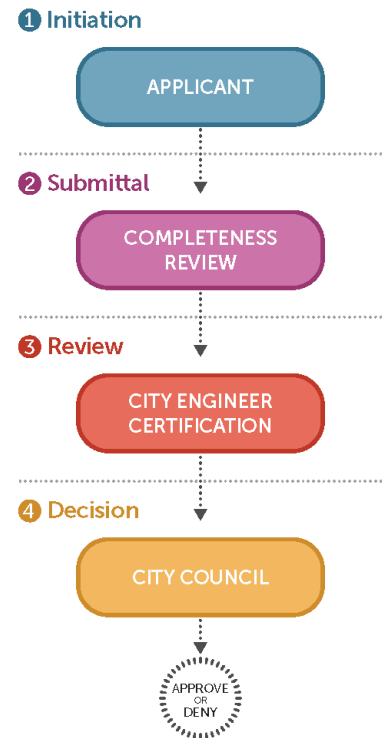 1 Initiation
APPLICANT
2 Submittal
COMPLETENESS
REVIEW
3 Review
CITY ENGINEER
CERTIFICATION
4 Decision
CITY COUNCIL
APPROVE
OR
DENY